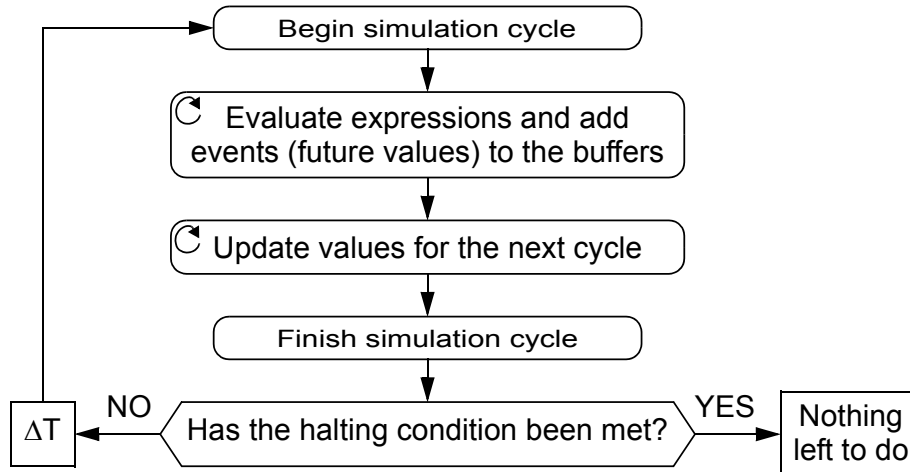 Begin simulation cycle
Evaluate expressions and add
events (future values) to the buffers
Update values for the next cycle
Finish simulation cycle
NO
YES
ΔT
Has the halting condition been met?
Nothing
left to do